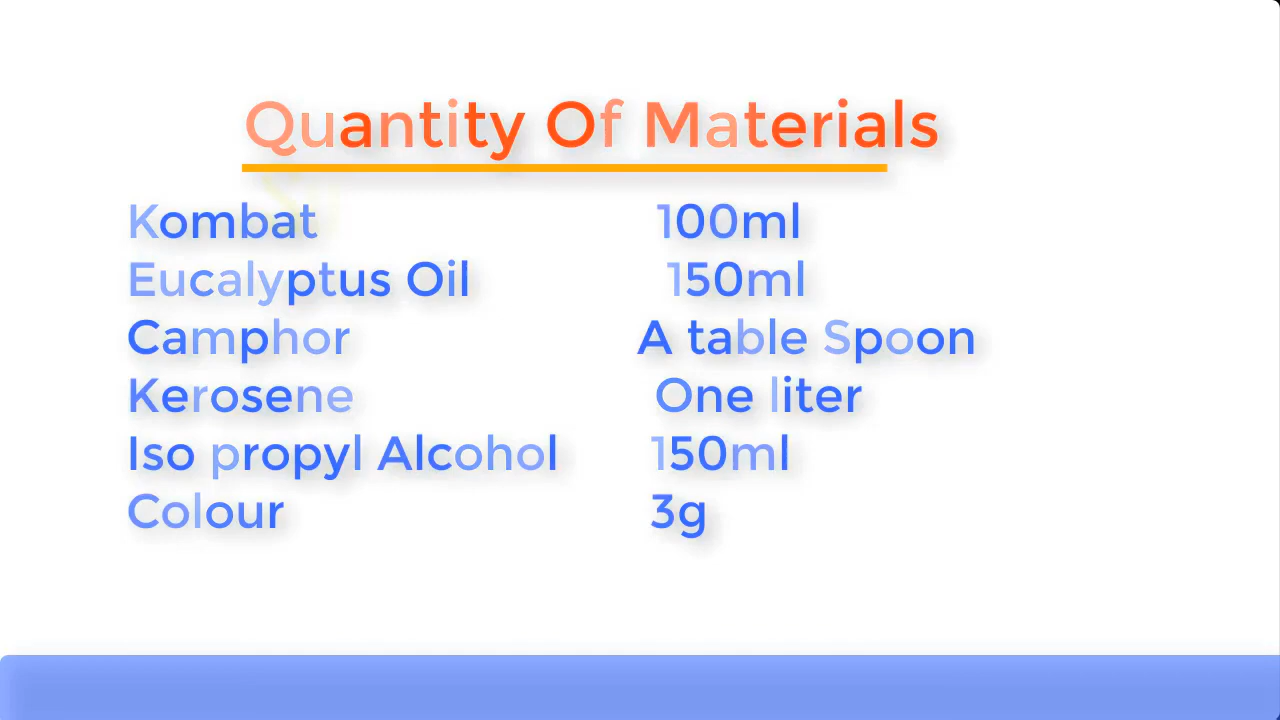 Quantity Of Materials
Kombat 100ml
Eucalyptus Oil 150ml
Camphor A table Spoon
Kerosene One liter
Iso propyl Alcohol 150ml
Colour 3g